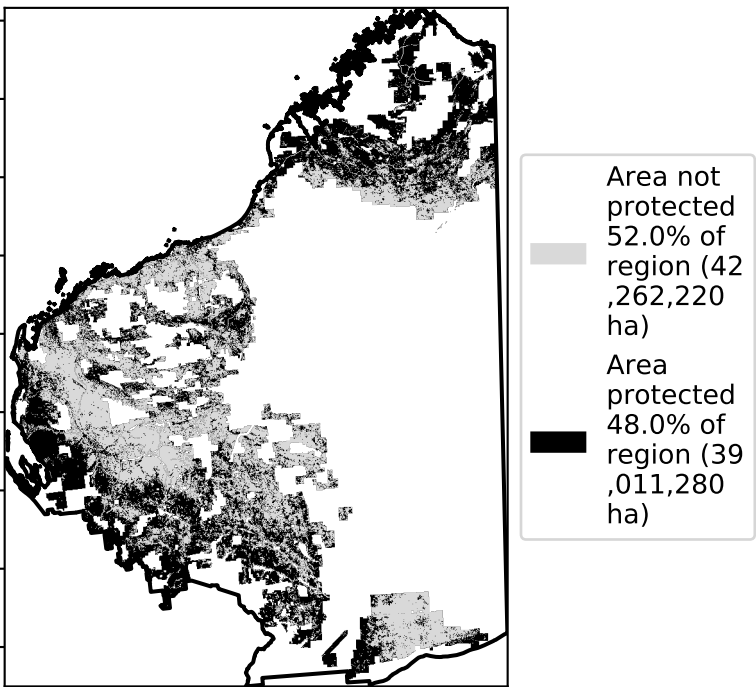 Area not
protected
52.0% of
region (42
,262,220
ha)
Area
protected
48.0% of
region (39
,011,280
ha)